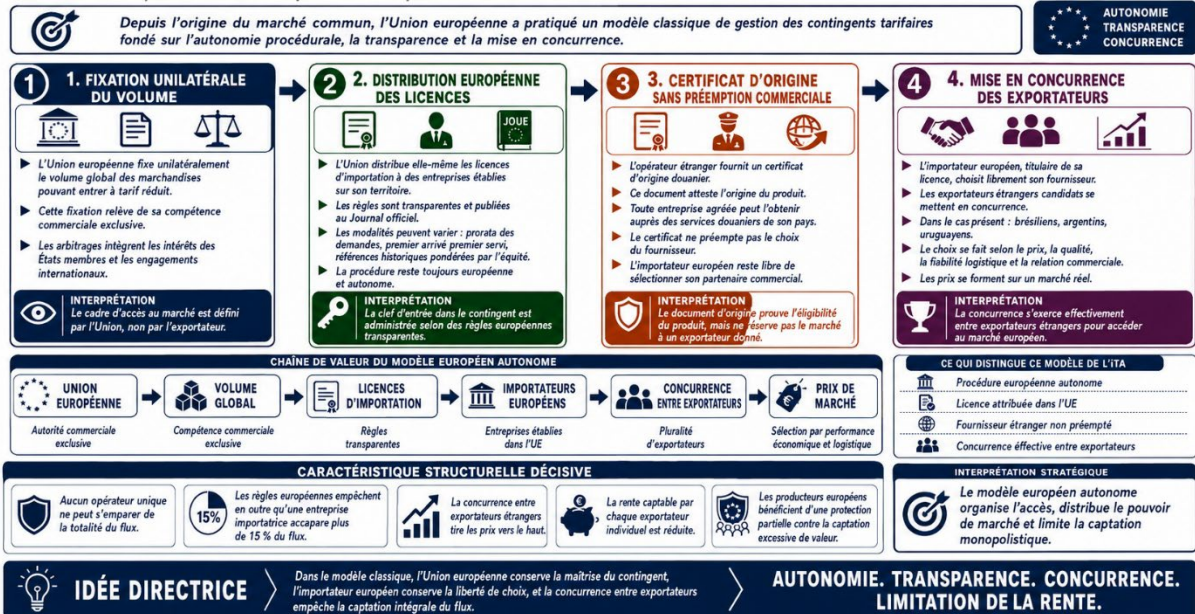 Depuis l'origine du marché commun, l'Union européenne a pratiqué un modèle classique de gestion des contingents tarifaires
fondé sur l'autonomie procédurale, la transparence et la mise en concurrence.
AUTONOMIE
TRANSPARENCE
CONCURRENCE
1
1. FIXATION UNILATÉRALE
DU VOLUME
▶ L'Union européenne fixe unilatéralement
le volume global des marchandises
pouvant entrer à tarif réduit.
▶ Cette fixation relève de sa compétence
commerciale exclusive.
▶ Les arbitrages intègrent les intérêts des
États membres et les engagements
internationaux.
INTERPRÉTATION
Le cadre d'accès au marché est défini
par l'Union, non par l'exportateur.
2
2. DISTRIBUTION EUROPÉENNE
DES LICENCES
JOUE
▶ L'Union distribue elle-même les licences
d'importation à des entreprises établies
sur son territoire.
▶ Les règles sont transparentes et publiées
au Journal officiel.
▶ Les modalités peuvent varier : prorata des
demandes, premier arrivé premier servi,
références historiques pondérées par l'équité.
▶ La procédure reste toujours européenne
et autonome.
INTERPRÉTATION
La clef d'entrée dans le contingent est
administrée selon des règles européennes
transparentes.
3
3. CERTIFICAT D'ORIGINE
SANS PRÉEMPTION COMMERCIALE
▶ L'opérateur étranger fournit un certificat
d'origine douanier.
▶ Ce document atteste l'origine du produit.
▶ Toute entreprise agréée peut l'obtenir
auprès des services douaniers de son pays.
▶ Le certificat ne préempte pas le choix
du fournisseur.
▶ L'importateur européen reste libre de
sélectionner son partenaire commercial.
INTERPRÉTATION
Le document d'origine prouve l'éligibilité
du produit, mais ne réserve pas le marché
à un exportateur donné.
4
4. MISE EN CONCURRENCE
DES EXPORTATEURS
▶ L'importateur européen, titulaire de sa
licence, choisit librement son fournisseur.
▶ Les exportateurs étrangers candidats se
mettent en concurrence.
▶ Dans le cas présent : brésiliens, argentins,
uruguayens.
▶ Le choix se fait selon le prix, la qualité,
la fiabilité logistique et la relation commerciale.
▶ Les prix se forment sur un marché réel.
INTERPRÉTATION
La concurrence s'exerce effectivement
entre exportateurs étrangers pour accéder
au marché européen.
CHAÎNE DE VALEUR DU MODÈLE EUROPÉEN AUTONOME
UNION
EUROPÉENNE
Autorité commerciale
exclusive
VOLUME
GLOBAL
Compétence commerciale
exclusive
LICENCES
D'IMPORTATION
Règles
transparentes
IMPORTATEURS
EUROPÉENS
Entreprises établies
dans l'UE
CONCURRENCE
ENTRE EXPORTATEURS
Pluralité
d'exportateurs
PRIX DE
MARCHÉ
Sélection par performance
économique et logistique
CE QUI DISTINGUE CE MODÈLE DE L'iTA
Procédure européenne autonome
Licence attribuée dans l'UE
Fournisseur étranger non préempté
Concurrence éffective entre exportateurs
CARACTÉRISTIQUE STRUCTURELLE DÉCISIVE
Aucun opérateur unique
ne peut s'emparer de
la totalité du flux.
15%
Les règles européennes empêchent
en outre qu'une entreprise
importatrice accapare plus
de 15 % du flux.
La concurrence entre
exportateurs étrangers
tire les prix vers le haut.
La rente captable par
chaque exportateur
individuel est réduite.
Les producteurs européens
bénéficient d'une protection
partielle contre la captation
excessive de valeur.
INTERPRÉTATION STRATÉGIQUE
Le modèle européen autonome
organise l'accès, distribue le pouvoir
de marché et limite la captation
monopolistique.
IDÉE DIRECTRICE
Dans le modèle classique, l'Union européenne conserve la maîtrise du contingent,
l'importateur européen conserve la liberté de choix, et la concurrence entre exportateurs
empêche la captation intégrale du flux.
AUTONOMIE. TRANSPARENCE. CONCURRENCE.
LIMITATION DE LA RENTE.